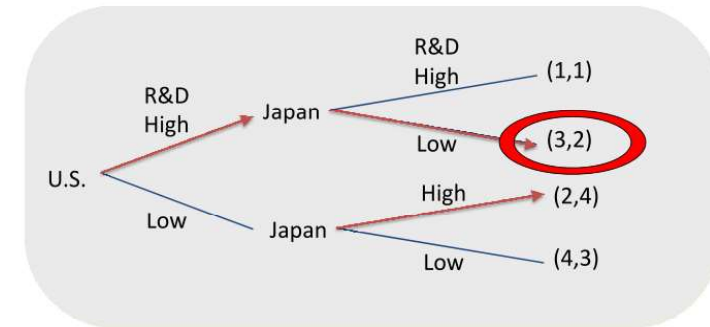 R&D
High
(1,1)
R&D
High
Japan
Low
(3,2)
U.S.
High
(2,4)
Low
Japan
Low
(4,3)